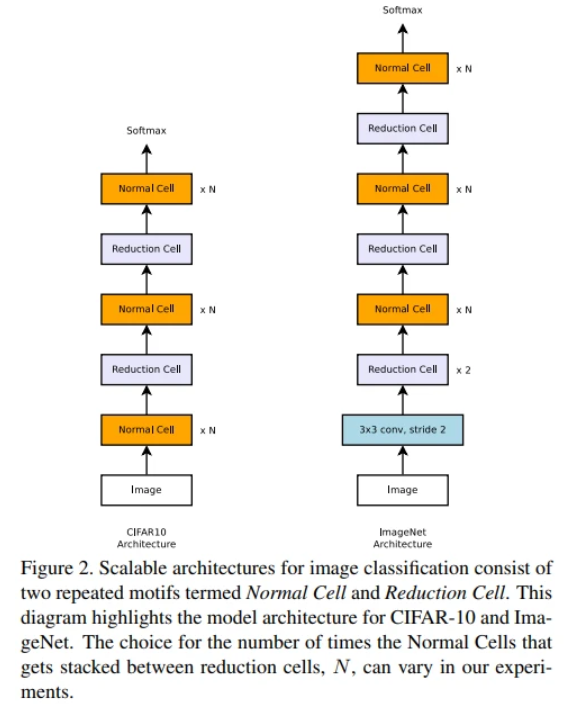 Softmax
Normal Cell x N
Reduction Cell
Normal Cell x N
Reduction Cell
Normal Cell x N
Image
CIFAR10
Architecture
Softmax
Normal Cell x N
Reduction Cell
Normal Cell x N
Reduction Cell
Normal Cell x N
Reduction Cell x 2
3x3 conv, stride 2
Image
ImageNet
Architecture
Figure 2. Scalable architectures for image classification consist of
two repeated motifs termed Normal Cell and Reduction Cell. This
diagram highlights the model architecture for CIFAR-10 and Ima-
geNet. The choice for the number of times the Normal Cells that
gets stacked between reduction cells, N, can vary in our experi-
ments.